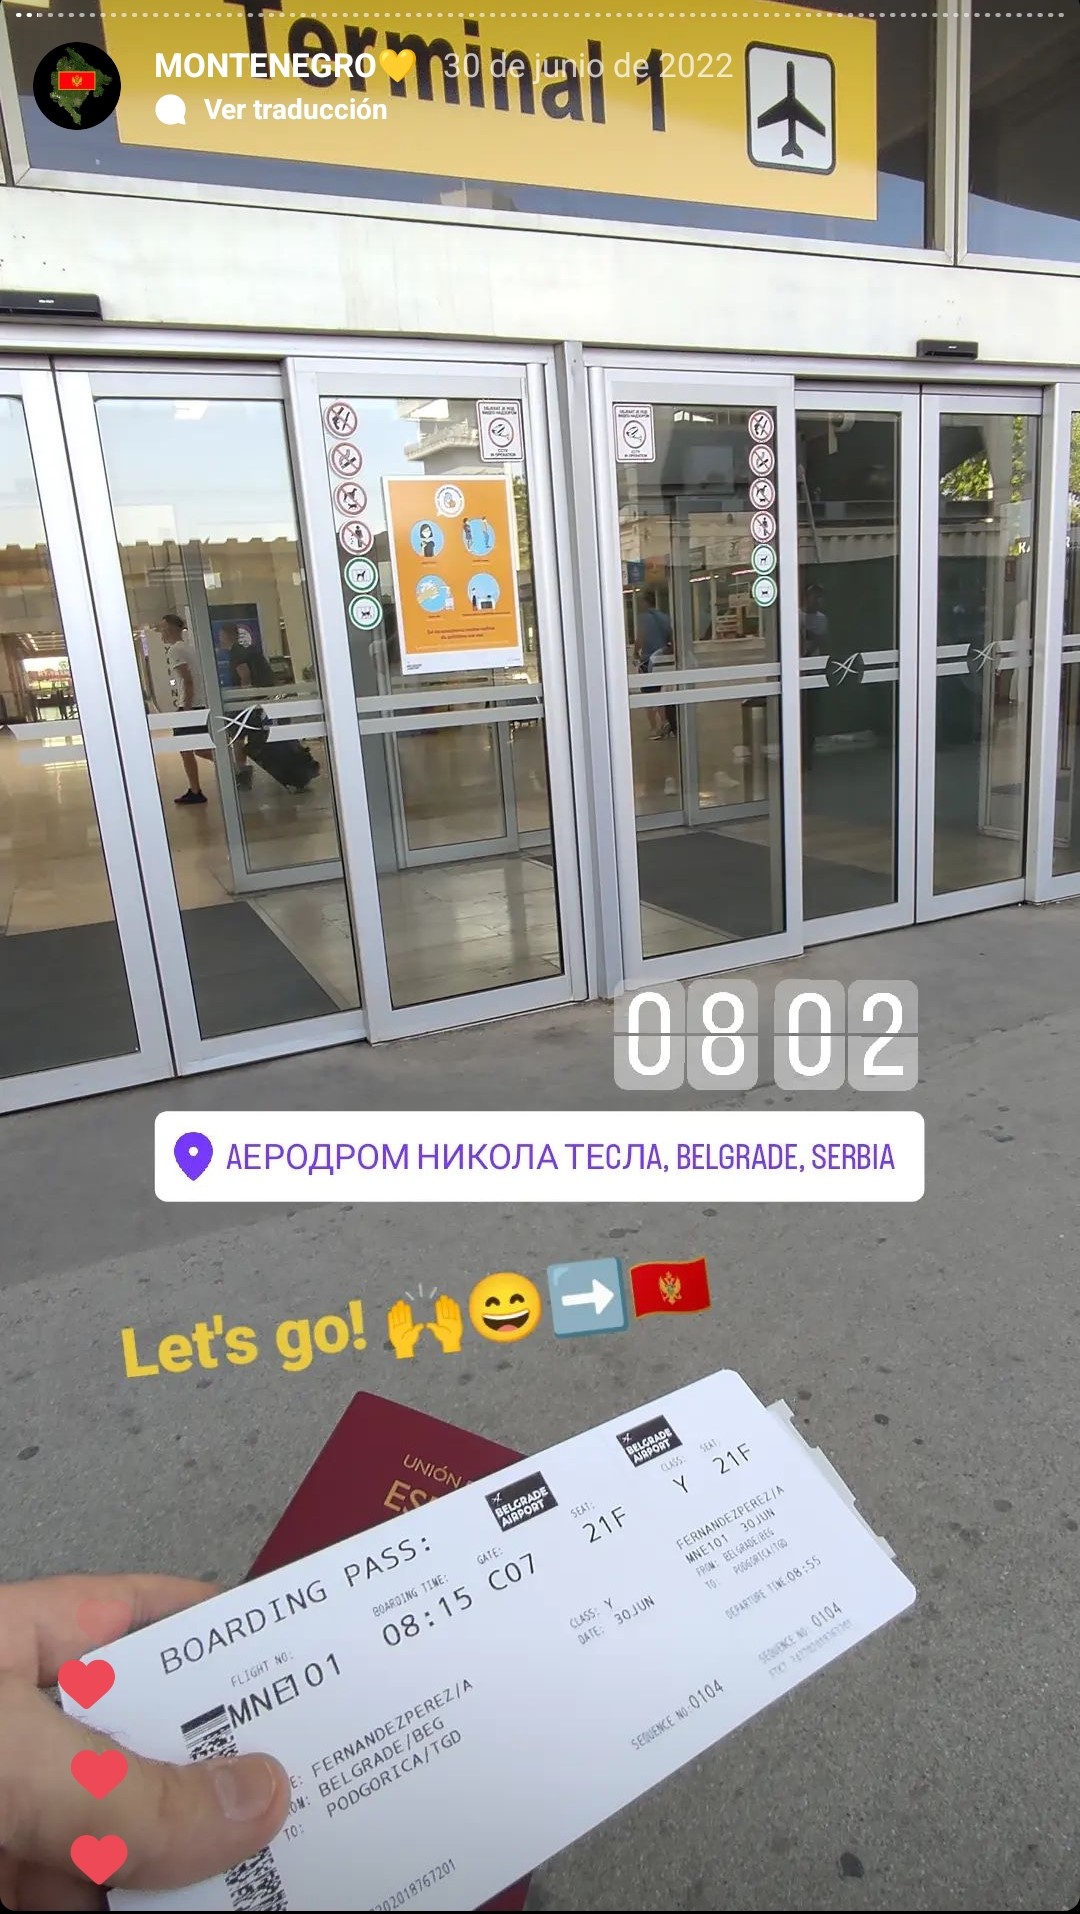 Terminal 1
MONTENEGRO💛 30 de junio de 2022
Ver traducción
08 02
АЕРОДРОМ НИКОЛА ТЕСЛА, BELGRADE, SERBIA
Let's go! 🙌😄➡️🇲🇪
UNIÓN
BELGRADE
AIRPORT
BELGRADE
AIRPORT
BOARDING PASS:
BOARDING TIME:
08:15
GATE:
C07
SEAT:
21F
CLASS:
Y
SEAT:
21F
FLIGHT NO:
MNE101
FERNANDEZPEREZ/A
BELGRADE/BEG
TO: PODGORICA/TGD
CLASS: Y
DATE: 30JUN
SEQUENCE NO:0104
FERNANDEZPEREZ/A
MNE101 30JUN
FROM: BELGRADE/BEG
TO: PODGORICA/TGD
DEPARTURE TIME:08:55
SEQUENCE NO:0104